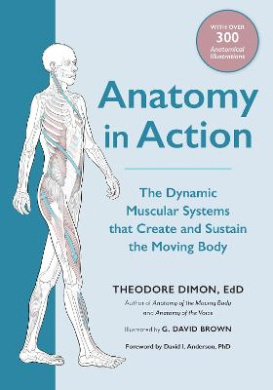 WITH OVER
300
Anatomical
Illustrations
Anatomy
in Action
The Dynamic
Muscular Systems
that Create and Sustain
the Moving Body
THEODORE DIMON, EdD
Author of Anatomy of the Moving Body
and Anatomy of the Voice
Illustrated by G. DAVID BROWN
Foreword by David I. Anderson, PhD